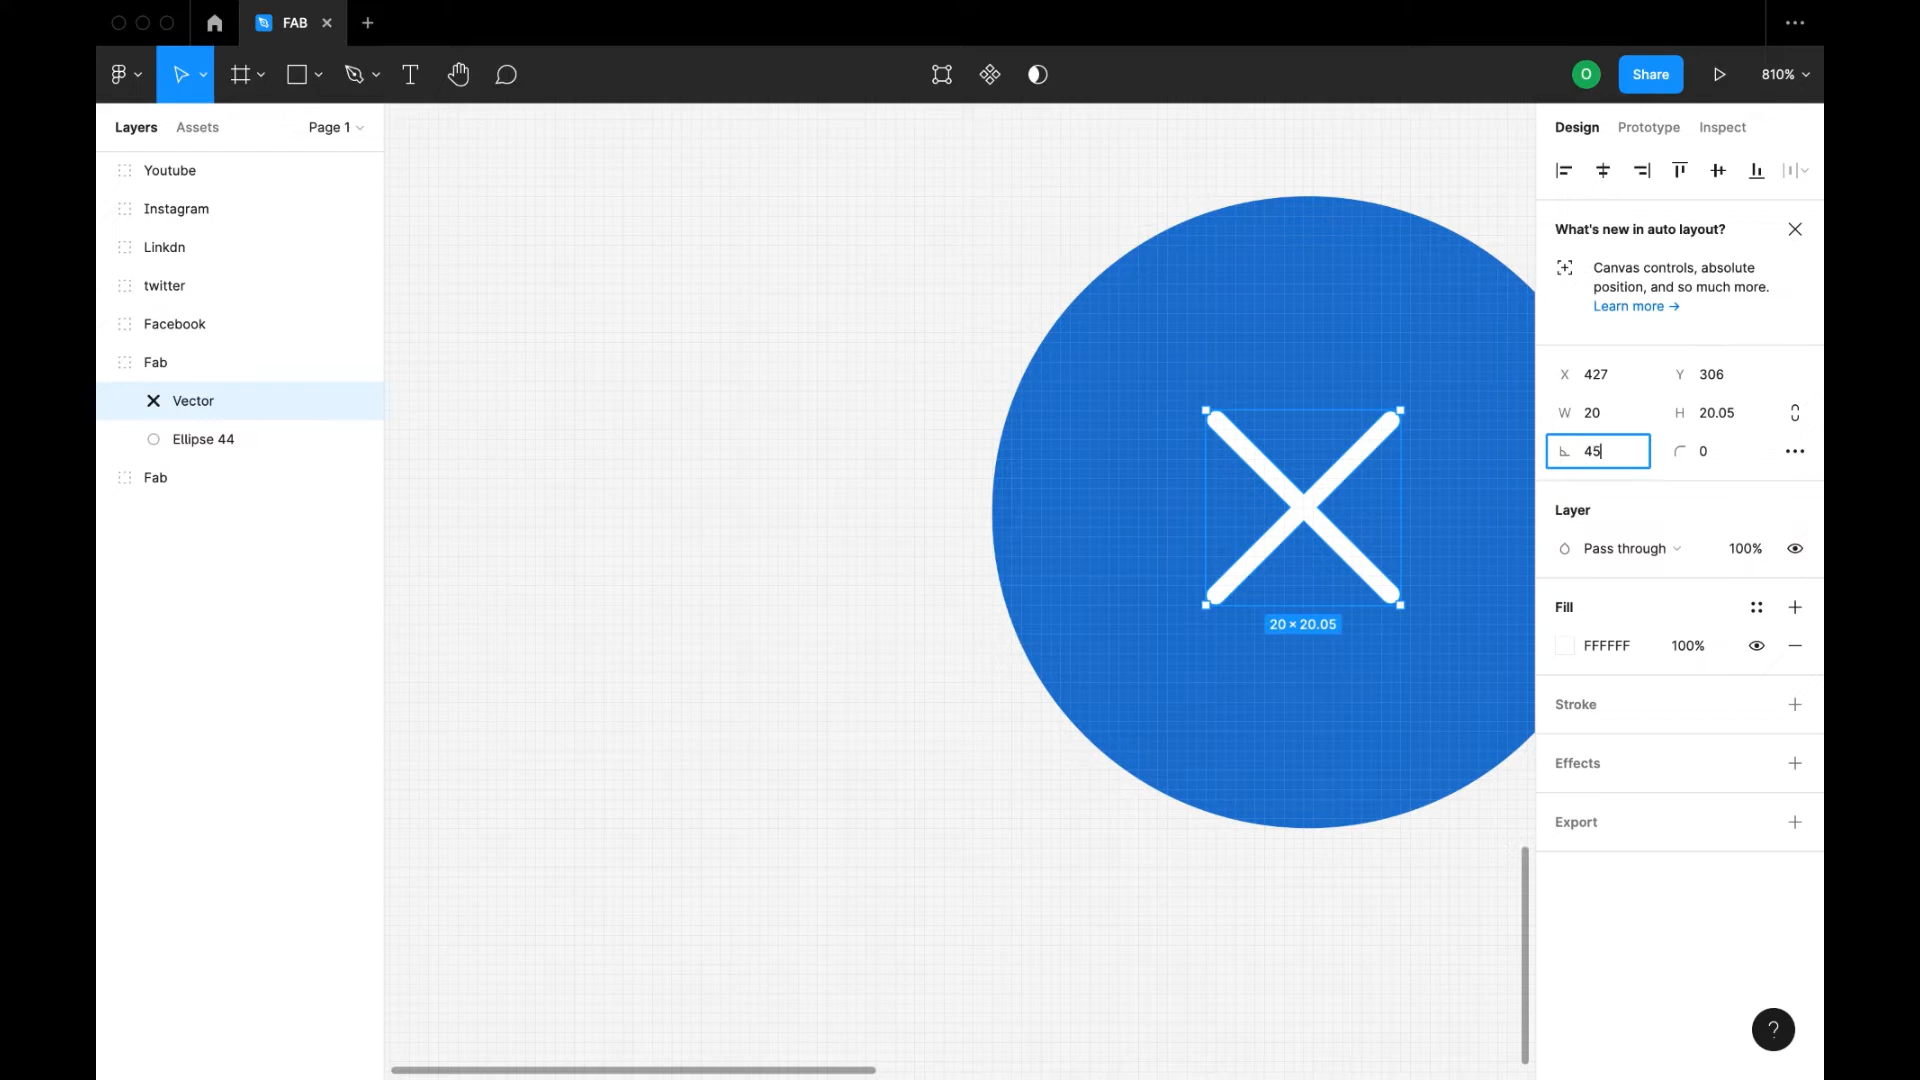 FAB
Share
810%
Layers
Assets
Page 1
Design
Prototype
Inspect
Youtube
Instagram
Linkdn
twitter
Facebook
Fab
Vector
Ellipse 44
Fab
20 × 20.05
What's new in auto layout?
Canvas controls, absolute
position, and so much more.
Learn more →
X 427
Y 306
W 20
H 20.05
45
0
Layer
Pass through
100%
Fill
FFFFFF
100%
Stroke
Effects
Export
O
?